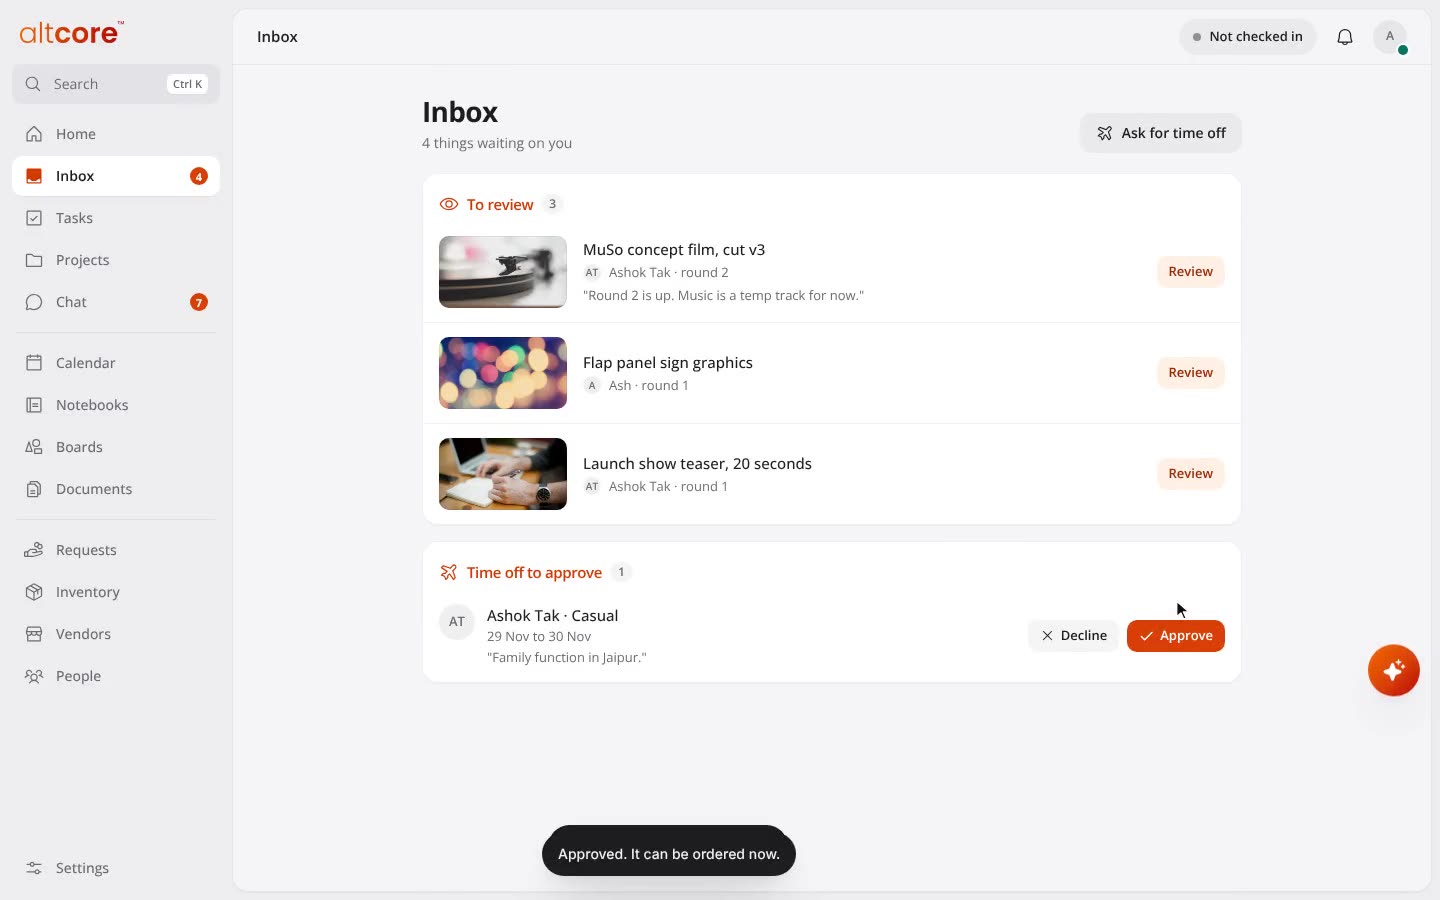 altcore™
Search
Ctrl K
Home
Inbox
4
Tasks
Projects
Chat
7
Calendar
Notebooks
Boards
Documents
Requests
Inventory
Vendors
People
Settings
Inbox
Not checked in
A
Inbox
4 things waiting on you
Ask for time off
To review 3
MuSo concept film, cut v3
AT Ashok Tak · round 2
"Round 2 is up. Music is a temp track for now."
Review
Flap panel sign graphics
A Ash · round 1
Review
Launch show teaser, 20 seconds
AT Ashok Tak · round 1
Review
Time off to approve 1
AT
Ashok Tak · Casual
29 Nov to 30 Nov
"Family function in Jaipur."
Decline
Approve
Approved. It can be ordered now.